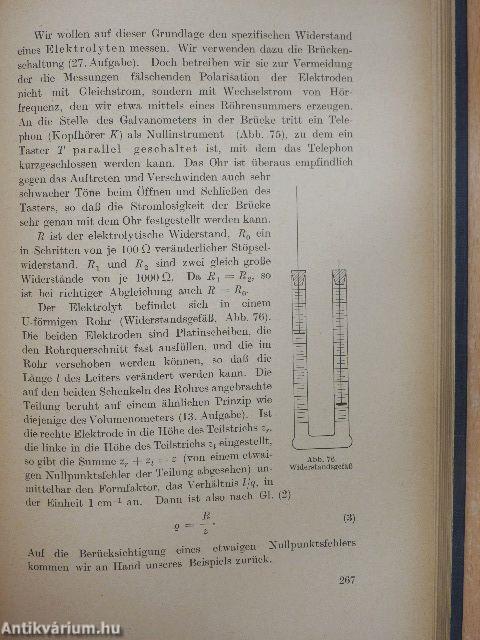 Wir wollen auf dieser Grundlage den spezifischen Widerstand
eines Elektrolyten messen. Wir verwenden dazu die Brücken-
schaltung (27. Aufgabe). Doch betreiben wir sie zur Vermeidung
der die Messungen fälschenden Polarisation der Elektroden
nicht mit Gleichstrom, sondern mit Wechselstrom von Hör-
frequenz, den wir etwa mittels eines Röhrensummers erzeugen.
An die Stelle des Galvanometers in der Brücke tritt ein Tele-
phon (Kopfhörer K) als Nullinstrument (Abb. 75), zu dem ein
Taster T parallel geschaltet ist, mit dem das Telephon
kurzgeschlossen werden kann. Das Ohr ist überaus empfindlich
gegen das Auftreten und Verschwinden auch sehr
schwacher Töne beim Öffnen und Schließen des
Tasters, so daß die Stromlosigkeit der Brücke
sehr genau mit dem Ohr festgestellt werden kann.
R ist der elektrolytische Widerstand, R₀ ein
in Schritten von je 100 Ω veränderlicher Stöpsel-
widerstand. R₁ und R₂ sind zwei gleich große
Widerstände von je 1000 Ω. Da R₁ = R₂, so
ist bei richtiger Abgleichung auch R = R₀.
Der Elektrolyt befindet sich in einem
U-förmigen Rohr (Widerstandsgefäß, Abb. 76).
Die beiden Elektroden sind Platinscheiben, die
den Rohrquerschnitt fast ausfüllen, und die im
Rohr verschoben werden können, so daß die
Länge l des Leiters verändert werden kann. Die
auf den beiden Schenkeln des Rohres angebrachte
Teilung beruht auf einem ähnlichen Prinzip wie
diejenige des Volumenometers (13. Aufgabe). Ist
die rechte Elektrode in die Höhe des Teilstrichs zᵣ,
die linke in die Höhe des Teilstrichs zₗ eingestellt,
so gibt die Summe zᵣ + zₗ = z (von einem etwai-
gen Nullpunktsfehler der Teilung abgesehen) un-
mittelbar den Formfaktor, das Verhältnis l/q, in
der Einheit 1 cm⁻¹ an. Dann ist also nach Gl. (2)
ϱ = R/z. (3)
Abb. 76
Widerstandsgefäß
Auf die Berücksichtigung eines etwaigen Nullpunktsfehlers
kommen wir an Hand unseres Beispiels zurück.
267
Antikvárium.hu